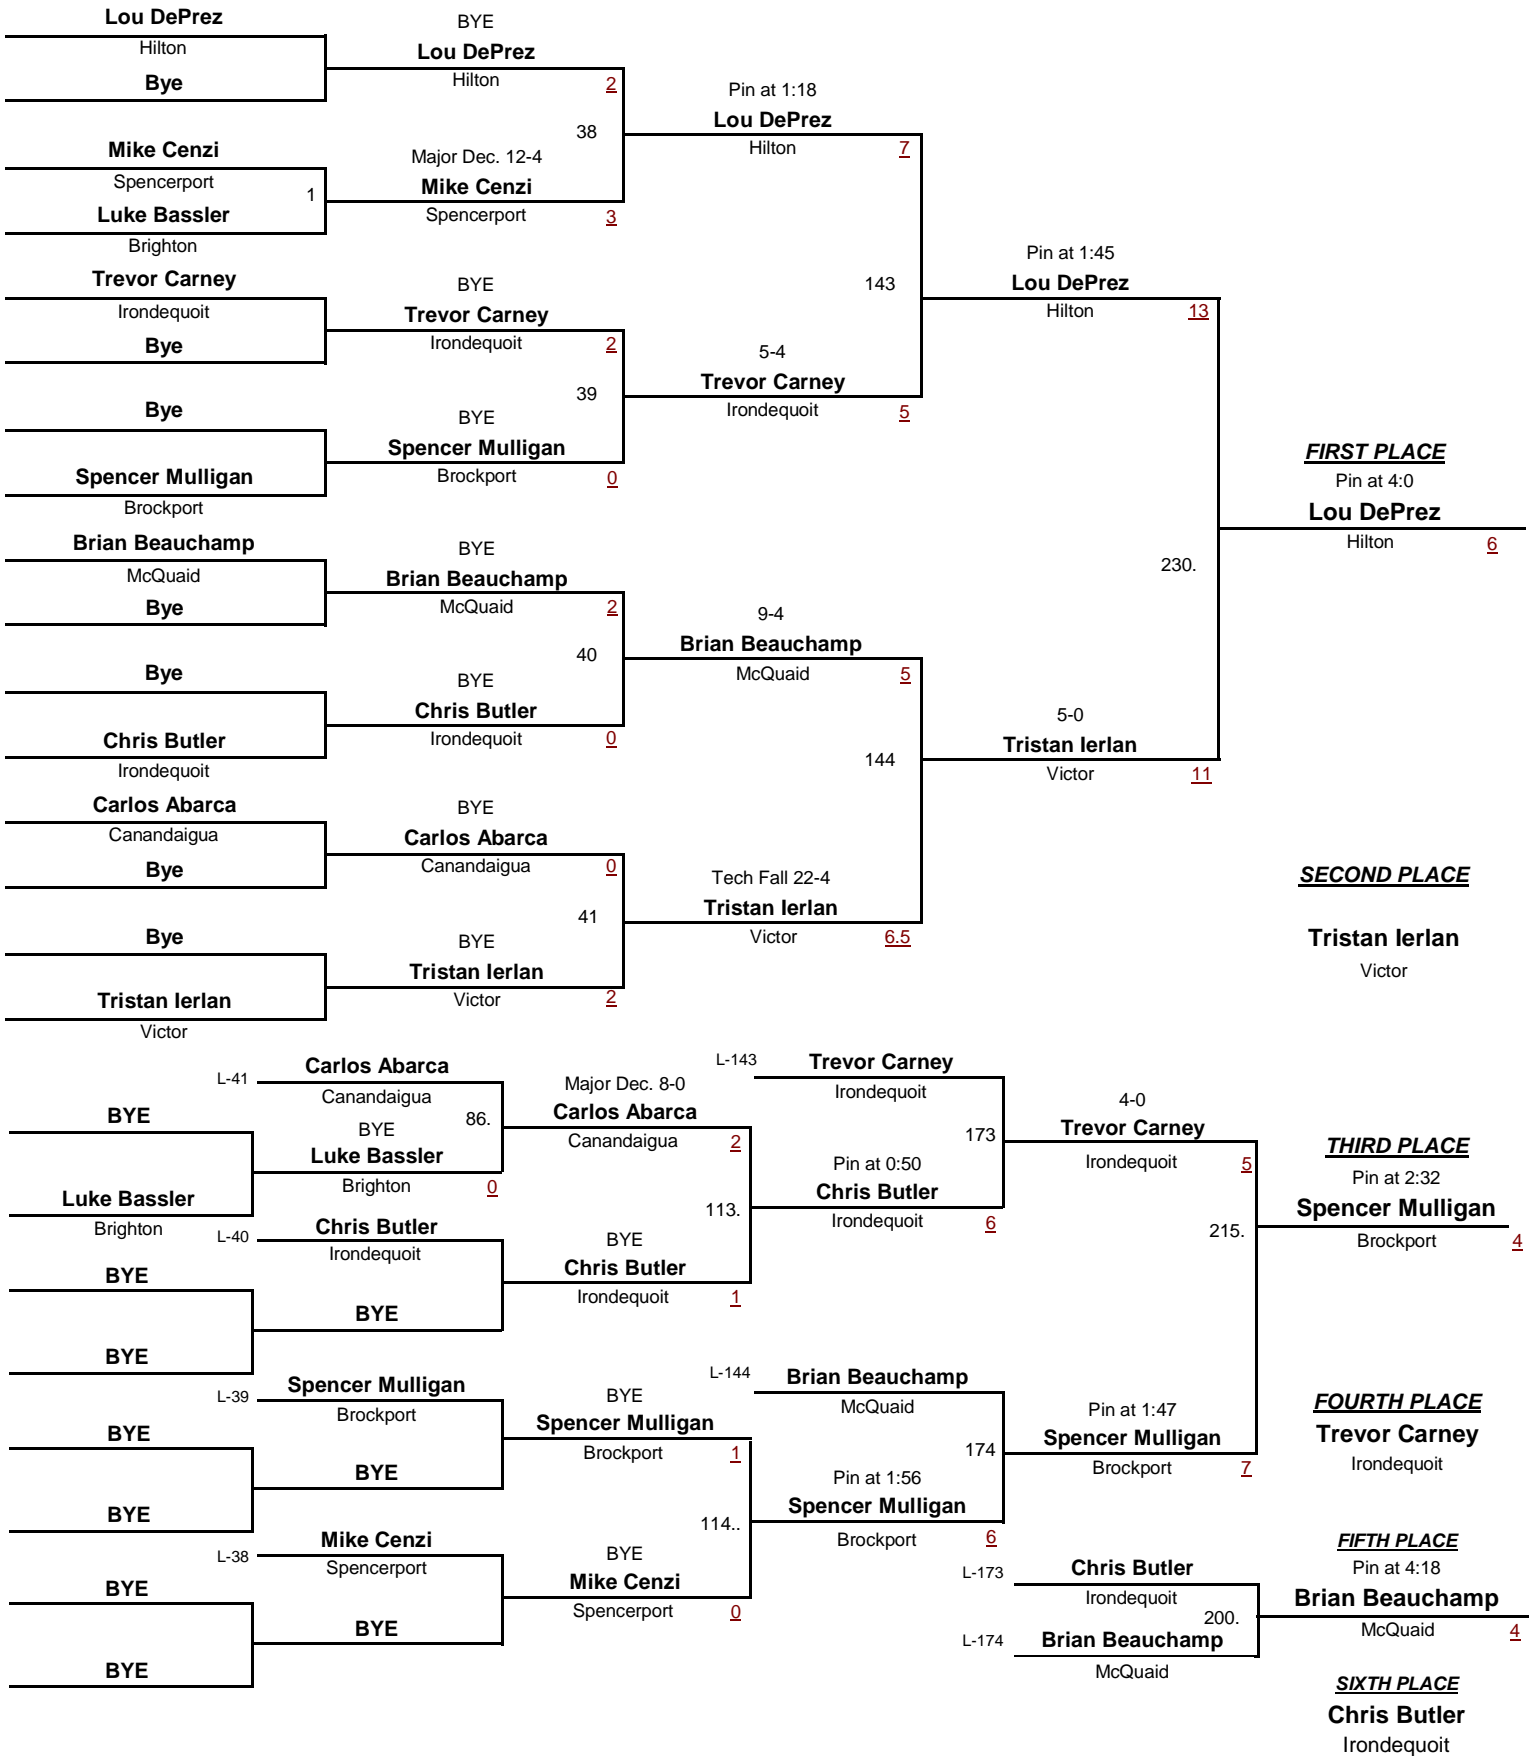 Lou DePrez
Hilton
Bye
Mike Cenzi
Spencerport
1
Luke Bassler
Brighton
Trevor Carney
Irondequoit
Bye
Bye
Spencer Mulligan
Brockport
Brian Beauchamp
McQuaid
Bye
Bye
Chris Butler
Irondequoit
Carlos Abarca
Canandaigua
Bye
Bye
Tristan Ierlan
Victor
BYE
Lou DePrez
Hilton
2
38
Major Dec. 12-4
Mike Cenzi
Spencerport
3
BYE
Trevor Carney
Irondequoit
2
39
BYE
Spencer Mulligan
Brockport
0
BYE
Brian Beauchamp
McQuaid
2
40
BYE
Chris Butler
Irondequoit
0
BYE
Carlos Abarca
Canandaigua
0
41
BYE
Tristan Ierlan
Victor
2
Pin at 1:18
Lou DePrez
Hilton
7
143
5-4
Trevor Carney
Irondequoit
5
9-4
Brian Beauchamp
McQuaid
5
144
Tech Fall 22-4
Tristan Ierlan
Victor
6.5
Pin at 1:45
Lou DePrez
Hilton
13
230.
5-0
Tristan Ierlan
Victor
11
FIRST PLACE
Pin at 4:0
Lou DePrez
Hilton
6
SECOND PLACE
Tristan Ierlan
Victor
BYE
Luke Bassler
Brighton
BYE
BYE
BYE
BYE
BYE
BYE
L-41
Carlos Abarca
Canandaigua
86.
BYE
Luke Bassler
Brighton
0
L-40
Chris Butler
Irondequoit
BYE
L-39
Spencer Mulligan
Brockport
BYE
L-38
Mike Cenzi
Spencerport
BYE
Major Dec. 8-0
Carlos Abarca
Canandaigua
2
113.
BYE
Chris Butler
Irondequoit
1
BYE
Spencer Mulligan
Brockport
1
114..
BYE
Mike Cenzi
Spencerport
0
L-143
Trevor Carney
Irondequoit
173
Pin at 0:50
Chris Butler
Irondequoit
6
L-144
Brian Beauchamp
McQuaid
174
Pin at 1:56
Spencer Mulligan
Brockport
6
4-0
Trevor Carney
Irondequoit
5
215.
Pin at 1:47
Spencer Mulligan
Brockport
7
L-173
Chris Butler
Irondequoit
200.
L-174
Brian Beauchamp
McQuaid
THIRD PLACE
Pin at 2:32
Spencer Mulligan
Brockport
4
FOURTH PLACE
Trevor Carney
Irondequoit
FIFTH PLACE
Pin at 4:18
Brian Beauchamp
McQuaid
4
SIXTH PLACE
Chris Butler
Irondequoit